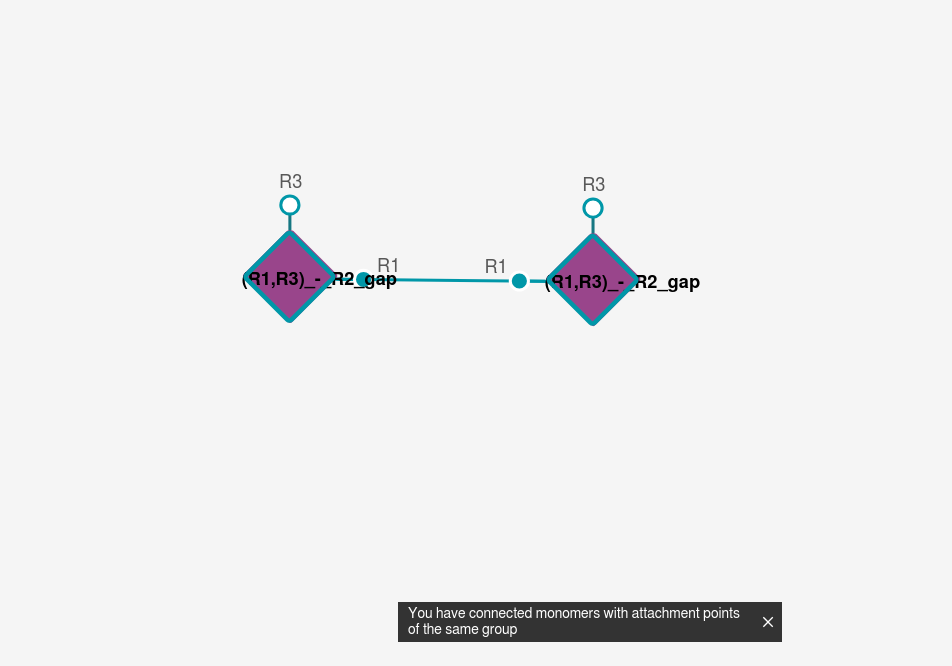 R3
R3
R1
R1
(R1,R3)_-_R2_gap
(R1,R3)_-_R2_gap
You have connected monomers with attachment points
of the same group